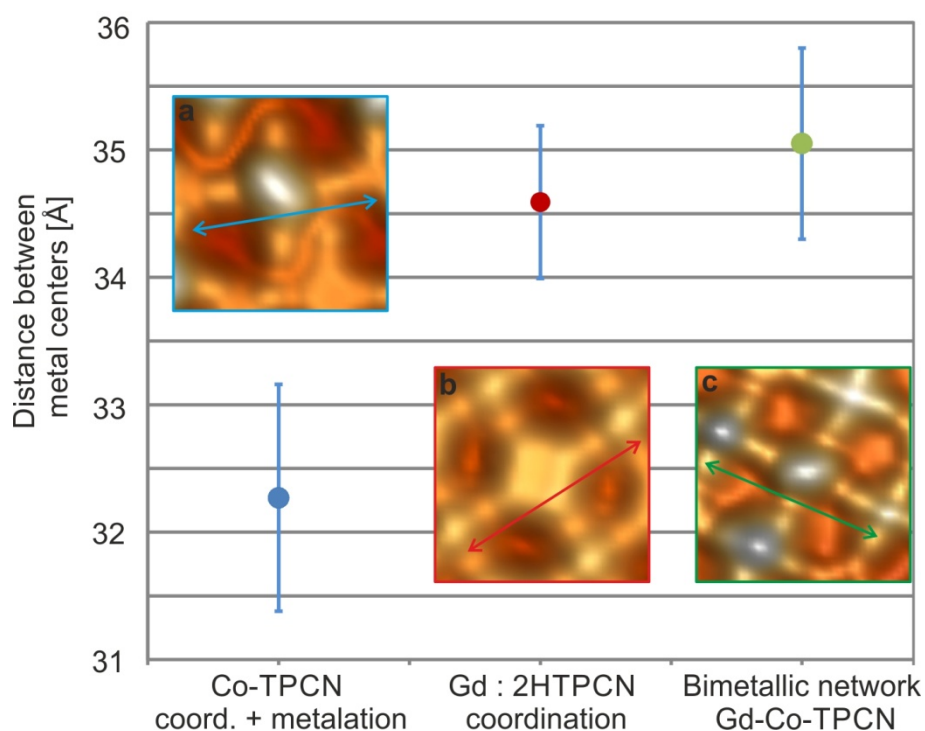 36
35
34
33
32
31
Distance between
metal centers [Å]
a
b
c
Co-TPCN
coord. + metalation
Gd : 2HTPCN
coordination
Bimetallic network
Gd-Co-TPCN